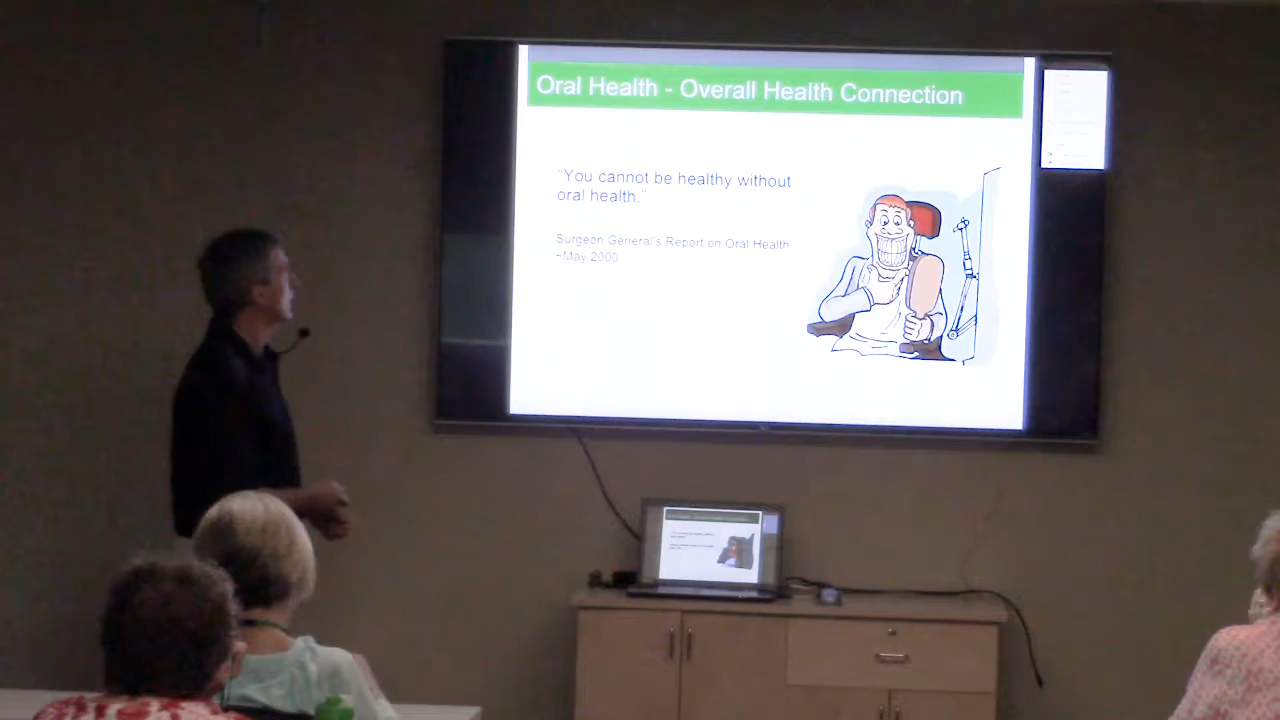 Oral Health - Overall Health Connection
"You cannot be healthy without
oral health."
Surgeon General's Report on Oral Health
~May 2000